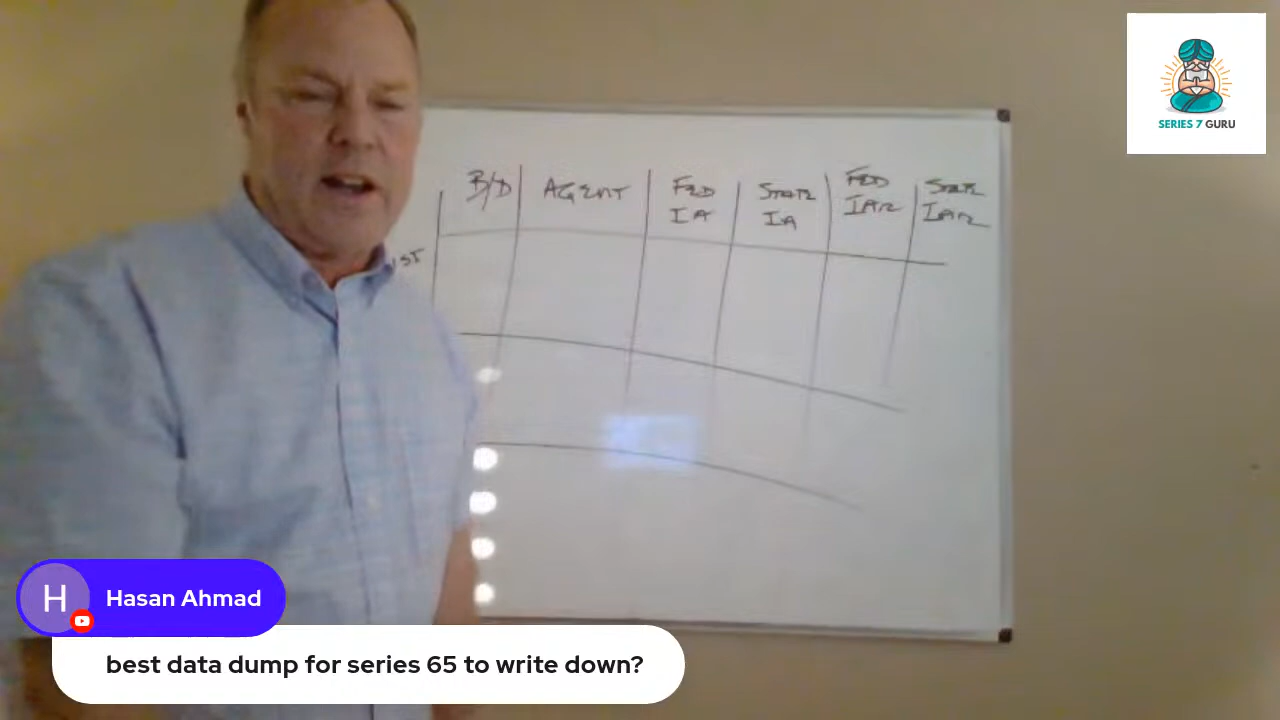 SERIES 7 GURU
B/D
AGENT
FED
IA
STATE
IA
FED
IAR
STATE
IAR
Hasan Ahmad
best data dump for series 65 to write down?
H